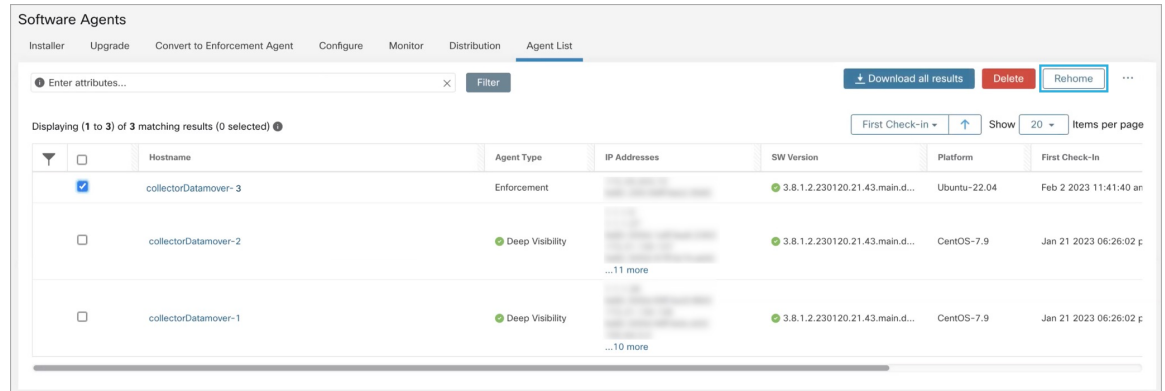 Software Agents
Installer Upgrade Convert to Enforcement Agent Configure Monitor Distribution Agent List
Enter attributes... Filter Download all results Delete Rehome ...
Displaying (1 to 3) of 3 matching results (0 selected) First Check-in Show 20 Items per page
Hostname Agent Type IP Addresses SW Version Platform First Check-In
collectorDatamover- 3 Enforcement 3.8.1.2.230120.21.43.main.d... Ubuntu-22.04 Feb 2 2023 11:41:40 an
collectorDatamover-2 Deep Visibility 3.8.1.2.230120.21.43.main.d... CentOS-7.9 Jan 21 2023 06:26:02 p
...11 more
collectorDatamover-1 Deep Visibility 3.8.1.2.230120.21.43.main.d... CentOS-7.9 Jan 21 2023 06:26:02 p
...10 more